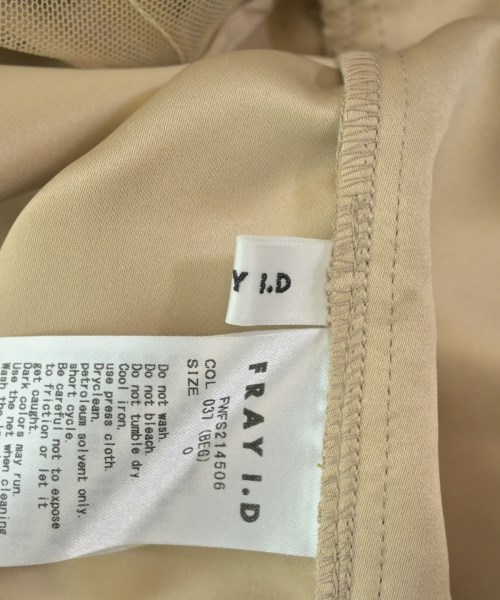 Y I.D
FRAY I.D
FWFS214506
COL 031 (BEG)
SIZE 0
Do not wash.
Do not bleach.
Do not tumble dry
Cool iron.
use press cloth.
Dryclean.
petroleum solvent only.
short cycle.
Be careful not to expose
to friction or let it
get caught.
Dark colors may run.
Use the net when cleaning